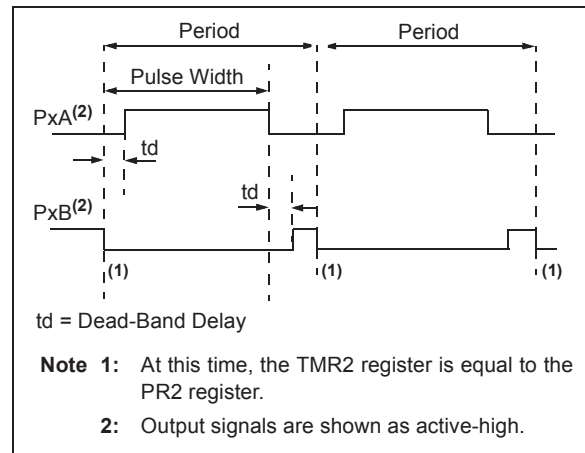 Period Period
Pulse Width
PxA(2)
td
td
PxB(2)
(1) (1) (1)
td = Dead-Band Delay
Note 1: At this time, the TMR2 register is equal to the
PR2 register.
2: Output signals are shown as active-high.